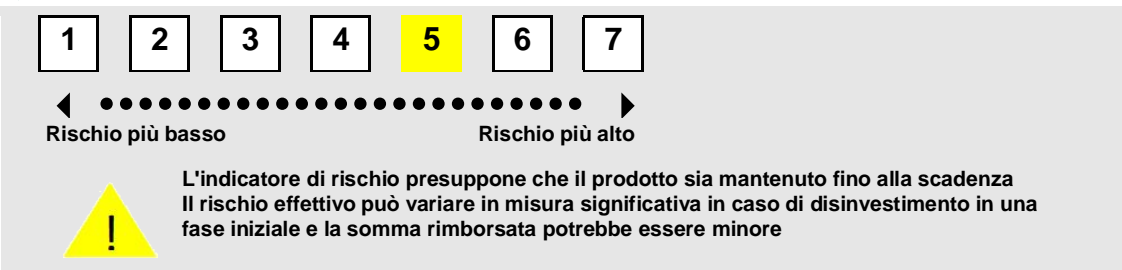 1 2 3 4 5 6 7
Rischio più basso Rischio più alto
L'indicatore di rischio presuppone che il prodotto sia mantenuto fino alla scadenza
Il rischio effettivo può variare in misura significativa in caso di disinvestimento in una
fase iniziale e la somma rimborsata potrebbe essere minore
!